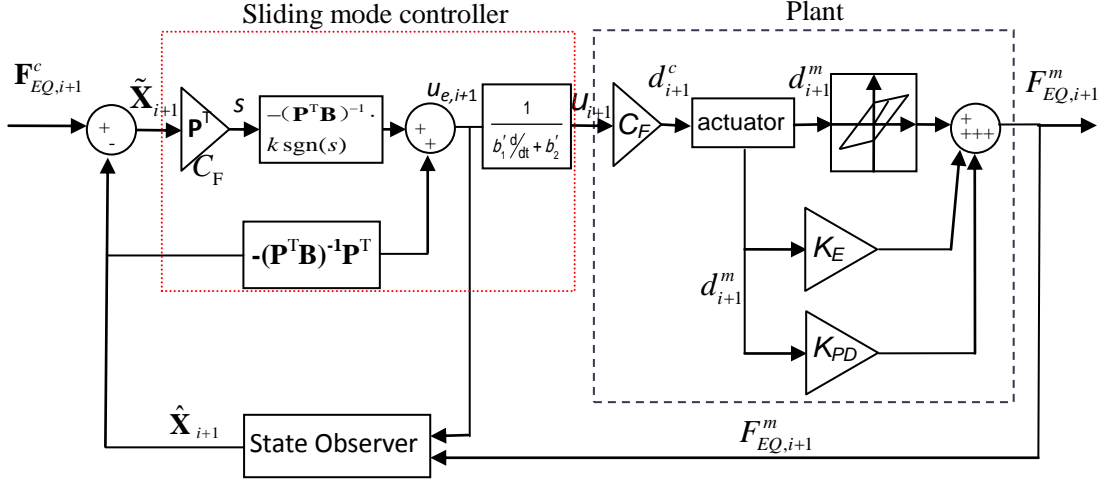 Sliding mode controller
Plant
F^c_{EQ,i+1}
+
-
X̃_{i+1}
P^T
C_F
s
-(P^T B)^{-1} ·
k sgn(s)
+
+
u_{e,i+1}
1
b'_1 d/dt + b'_2
u_{i+1}
C_F
d^c_{i+1}
actuator
d^m_{i+1}
+
+++
F^m_{EQ,i+1}
-(P^T B)^{-1} P^T
K_E
d^m_{i+1}
K_{PD}
X̂_{i+1}
State Observer
F^m_{EQ,i+1}